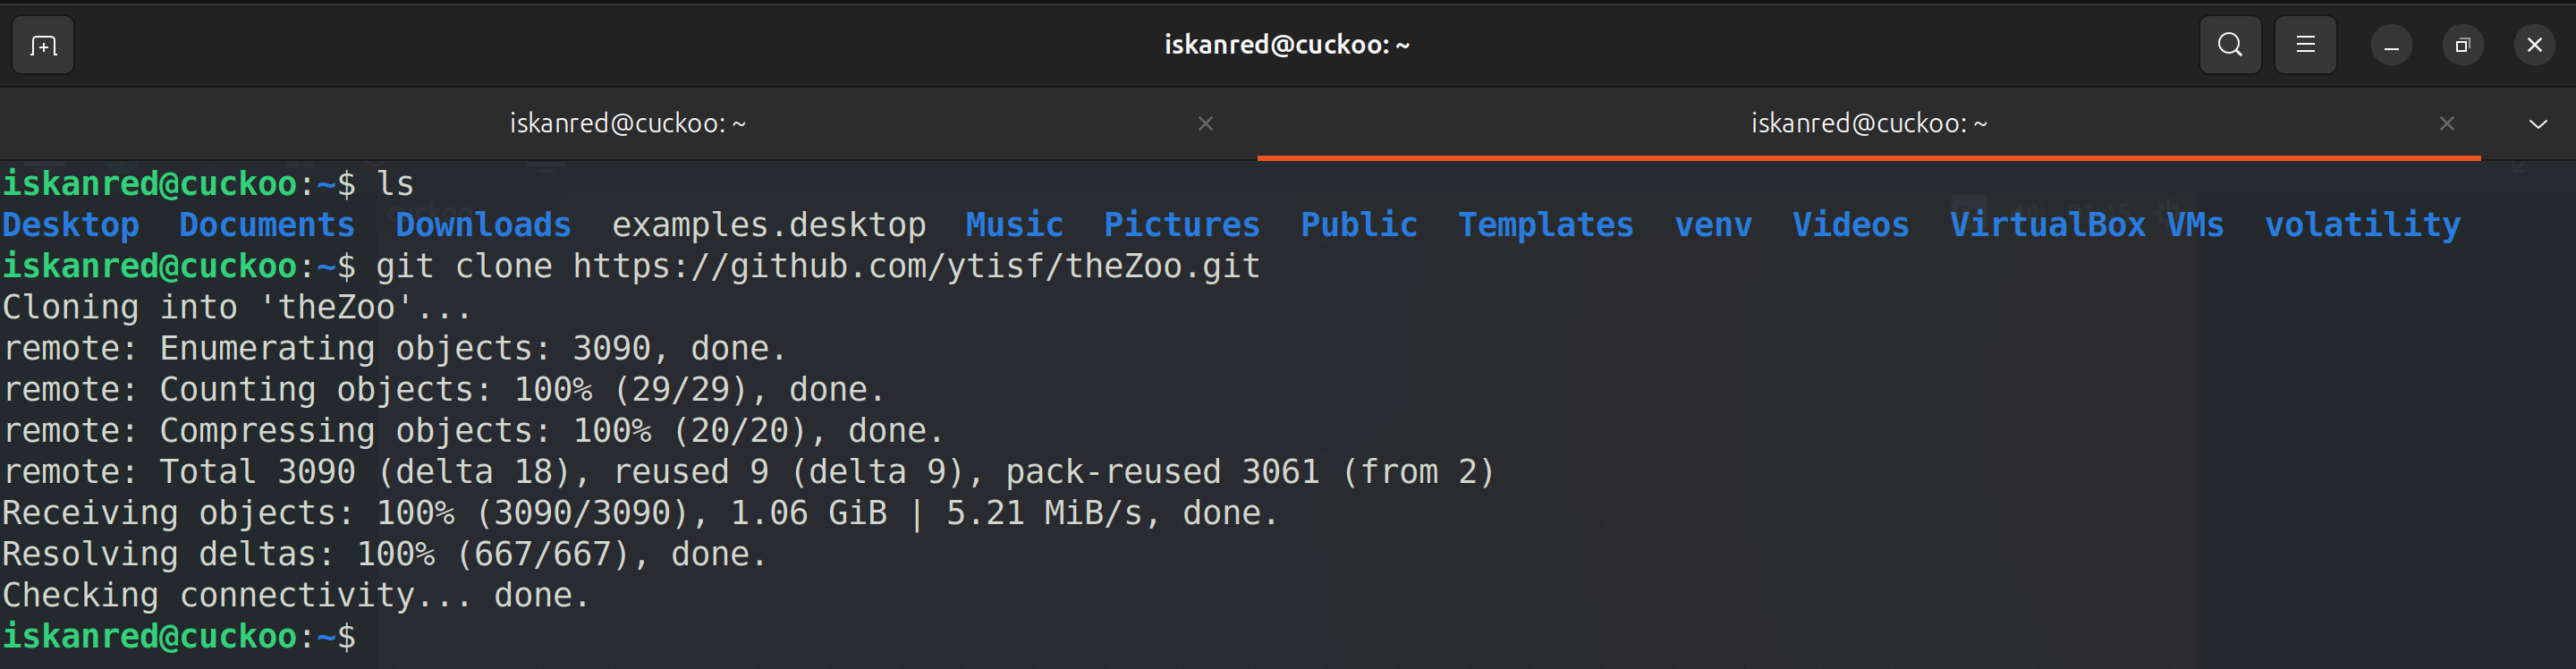 iskanred@cuckoo: ~
iskanred@cuckoo: ~ iskanred@cuckoo: ~
iskanred@cuckoo:~$ ls
Desktop  Documents  Downloads  examples.desktop  Music  Pictures  Public  Templates  venv  Videos  VirtualBox VMs  volatility
iskanred@cuckoo:~$ git clone https://github.com/ytisf/theZoo.git
Cloning into 'theZoo'...
remote: Enumerating objects: 3090, done.
remote: Counting objects: 100% (29/29), done.
remote: Compressing objects: 100% (20/20), done.
remote: Total 3090 (delta 18), reused 9 (delta 9), pack-reused 3061 (from 2)
Receiving objects: 100% (3090/3090), 1.06 GiB | 5.21 MiB/s, done.
Resolving deltas: 100% (667/667), done.
Checking connectivity... done.
iskanred@cuckoo:~$